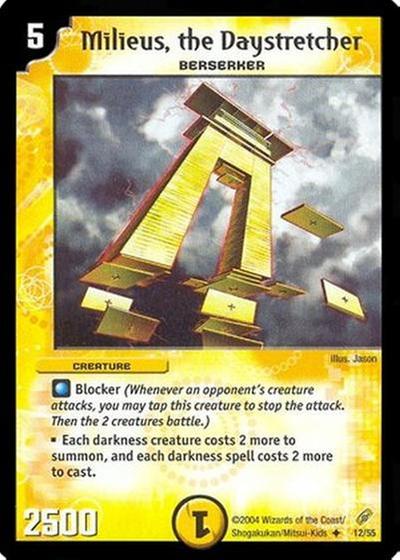 5
Milieus, the Daystretcher
BERSERKER
illus. Jason
CREATURE
Blocker (Whenever an opponent's creature
attacks, you may tap this creature to stop the attack.
Then the 2 creatures battle.)
▪ Each darkness creature costs 2 more to
summon, and each darkness spell costs 2 more
to cast.
2500
1
©2004 Wizards of the Coast/
Shogakukan/Mitsui-Kids ✦ 12/55